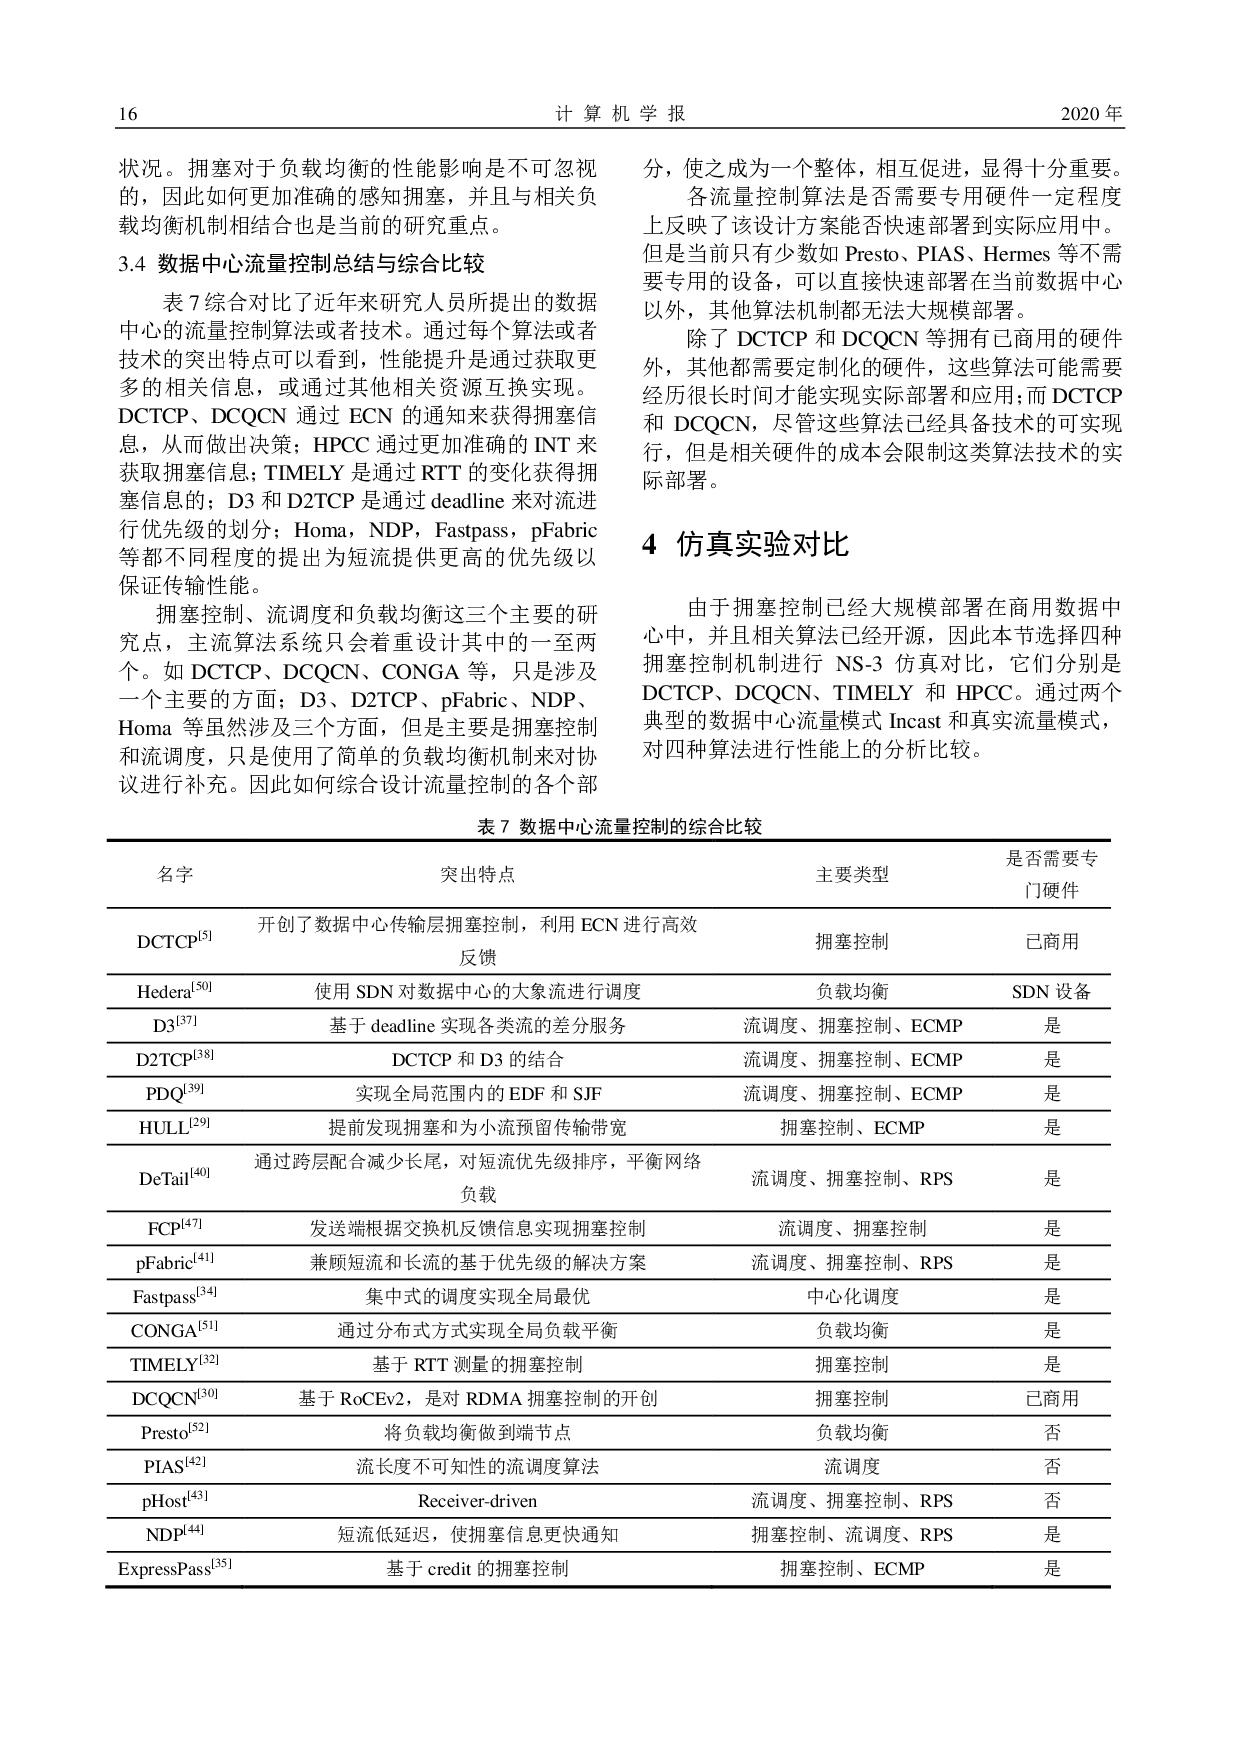 16
计 算 机 学 报
2020 年
状况。拥塞对于负载均衡的性能影响是不可忽视
的，因此如何更加准确的感知拥塞，并且与相关负
载均衡机制相结合也是当前的研究重点。
3.4 数据中心流量控制总结与综合比较
表 7 综合对比了近年来研究人员所提出的数据
中心的流量控制算法或者技术。通过每个算法或者
技术的突出特点可以看到，性能提升是通过获取更
多的相关信息，或通过其他相关资源互换实现。
DCTCP、DCQCN 通过 ECN 的通知来获得拥塞信
息，从而做出决策；HPCC 通过更加准确的 INT 来
获取拥塞信息；TIMELY 是通过 RTT 的变化获得拥
塞信息的；D3 和 D2TCP 是通过 deadline 来对流进
行优先级的划分；Homa，NDP，Fastpass，pFabric
等都不同程度的提出为短流提供更高的优先级以
保证传输性能。
拥塞控制、流调度和负载均衡这三个主要的研
究点，主流算法系统只会着重设计其中的一至两
个。如 DCTCP、DCQCN、CONGA 等，只是涉及
一个主要的方面；D3、D2TCP、pFabric、NDP、
Homa 等虽然涉及三个方面，但是主要是拥塞控制
和流调度，只是使用了简单的负载均衡机制来对协
议进行补充。因此如何综合设计流量控制的各个部
分，使之成为一个整体，相互促进，显得十分重要。
各流量控制算法是否需要专用硬件一定程度
上反映了该设计方案能否快速部署到实际应用中。
但是当前只有少数如 Presto、PIAS、Hermes 等不需
要专用的设备，可以直接快速部署在当前数据中心
以外，其他算法机制都无法大规模部署。
除了 DCTCP 和 DCQCN 等拥有已商用的硬件
外，其他都需要定制化的硬件，这些算法可能需要
经历很长时间才能实现实际部署和应用；而 DCTCP
和 DCQCN，尽管这些算法已经具备技术的可实现
行，但是相关硬件的成本会限制这类算法技术的实
际部署。
4 仿真实验对比
由于拥塞控制已经大规模部署在商用数据中
心中，并且相关算法已经开源，因此本节选择四种
拥塞控制机制进行 NS-3 仿真对比，它们分别是
DCTCP、DCQCN、TIMELY 和 HPCC。通过两个
典型的数据中心流量模式 Incast 和真实流量模式，
对四种算法进行性能上的分析比较。
表 7 数据中心流量控制的综合比较
名字 突出特点 主要类型 是否需要专
门硬件
DCTCP[5] 开创了数据中心传输层拥塞控制，利用 ECN 进行高效 拥塞控制 已商用
反馈
Hedera[50] 使用 SDN 对数据中心的大象流进行调度 负载均衡 SDN 设备
D3[37] 基于 deadline 实现各类流的差分服务 流调度、拥塞控制、ECMP 是
D2TCP[38] DCTCP 和 D3 的结合 流调度、拥塞控制、ECMP 是
PDQ[39] 实现全局范围内的 EDF 和 SJF 流调度、拥塞控制、ECMP 是
HULL[29] 提前发现拥塞和为小流预留传输带宽 拥塞控制、ECMP 是
DeTail[40] 通过跨层配合减少长尾，对短流优先级排序，平衡网络 流调度、拥塞控制、RPS 是
负载
FCP[47] 发送端根据交换机反馈信息实现拥塞控制 流调度、拥塞控制 是
pFabric[41] 兼顾短流和长流的基于优先级的解决方案 流调度、拥塞控制、RPS 是
Fastpass[34] 集中式的调度实现全局最优 中心化调度 是
CONGA[51] 通过分布式方式实现全局负载平衡 负载均衡 是
TIMELY[32] 基于 RTT 测量的拥塞控制 拥塞控制 是
DCQCN[30] 基于 RoCEv2，是对 RDMA 拥塞控制的开创 拥塞控制 已商用
Presto[52] 将负载均衡做到端节点 负载均衡 否
PIAS[42] 流长度不可知性的流调度算法 流调度 否
pHost[43] Receiver-driven 流调度、拥塞控制、RPS 否
NDP[44] 短流低延迟，使拥塞信息更快通知 拥塞控制、流调度、RPS 是
ExpressPass[35] 基于 credit 的拥塞控制 拥塞控制、ECMP 是